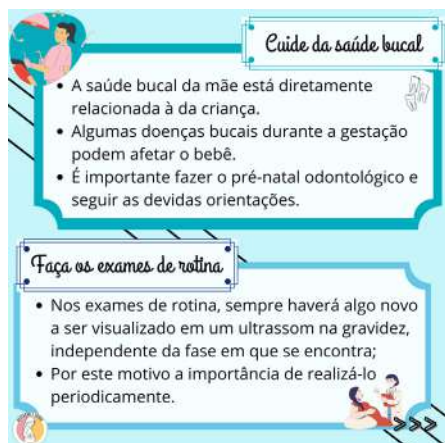 Cuide da saúde bucal
• A saúde bucal da mãe está diretamente
relacionada à da criança.
• Algumas doenças bucais durante a gestação
podem afetar o bebê.
• É importante fazer o pré-natal odontológico e
seguir as devidas orientações.
Faça os exames de rotina
• Nos exames de rotina, sempre haverá algo novo
a ser visualizado em um ultrassom na gravidez,
independente da fase em que se encontra;
• Por este motivo a importância de realizá-lo
periodicamente.